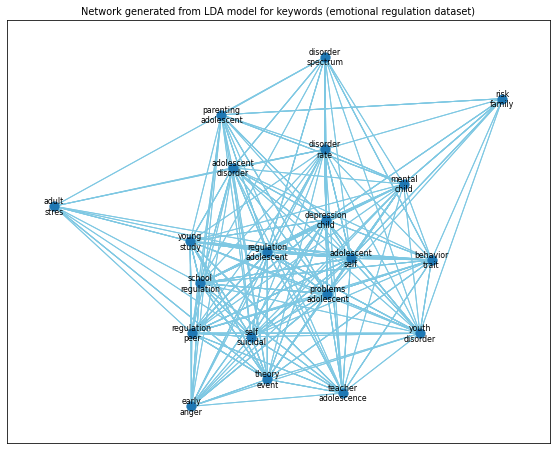 Network generated from LDA model for keywords (emotional regulation dataset)
disorder
spectrum
risk
family
parenting
adolescent
disorder
rate
adolescent
disorder
mental
child
adult
stres
depression
child
young
study
regulation
adolescent
adolescent
self
behavior
trait
school
regulation
problems
adolescent
regulation
peer
self
suicidal
youth
disorder
theory
event
teacher
adolescence
early
anger